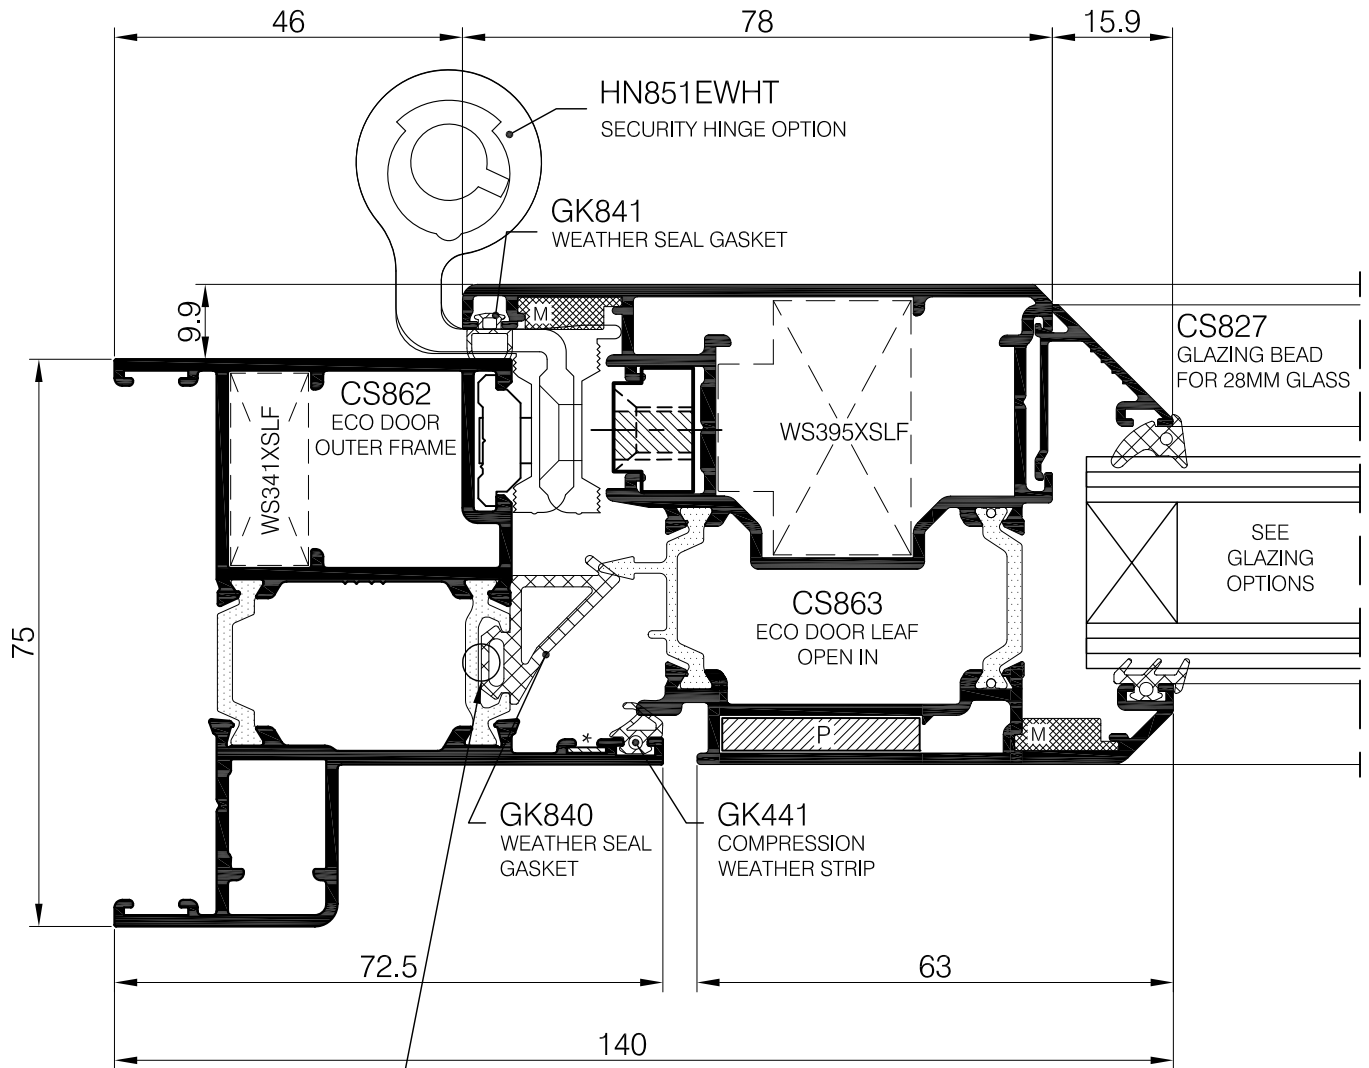 46
78
15.9
HN851EWHT
SECURITY HINGE OPTION
GK841
WEATHER SEAL GASKET
9.9
M
CS827
GLAZING BEAD
FOR 28MM GLASS
CS862
ECO DOOR
OUTER FRAME
WS341XSLF
WS395XSLF
SEE
GLAZING
OPTIONS
CS863
ECO DOOR LEAF
OPEN IN
75
P
M
*
GK840
WEATHER SEAL
GASKET
GK441
COMPRESSION
WEATHER STRIP
72.5
63
140